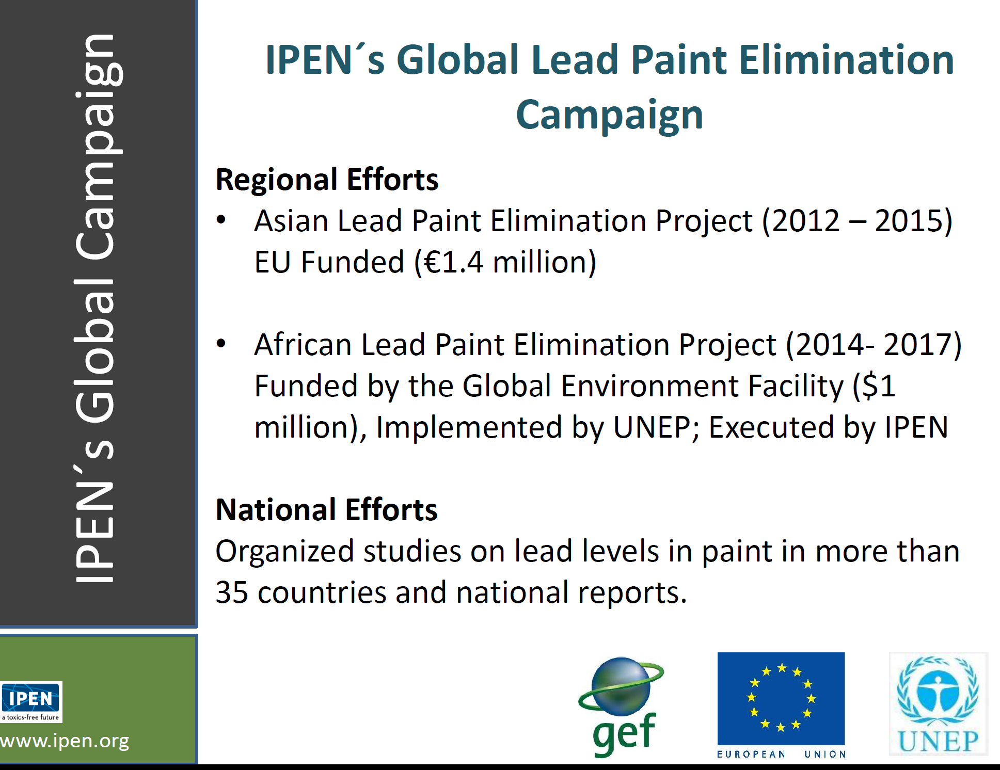 IPEN´s Global Campaign
IPEN´s Global Lead Paint Elimination
Campaign
Regional Efforts
• Asian Lead Paint Elimination Project (2012 – 2015)
EU Funded (€1.4 million)
• African Lead Paint Elimination Project (2014- 2017)
Funded by the Global Environment Facility ($1
million), Implemented by UNEP; Executed by IPEN
National Efforts
Organized studies on lead levels in paint in more than
35 countries and national reports.
IPEN
a toxics-free future
www.ipen.org
gef
EUROPEAN UNION
UNEP